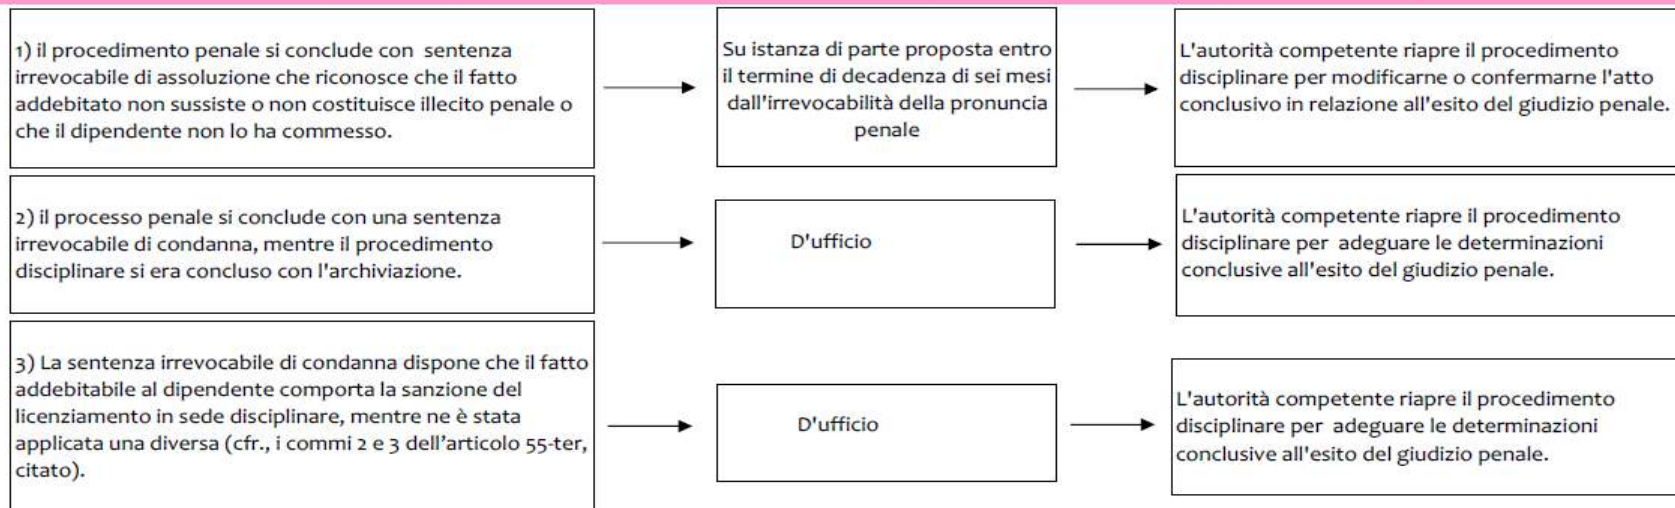 1) il procedimento penale si conclude con sentenza
irrevocabile di assoluzione che riconosce che il fatto
addebitato non sussiste o non costituisce illecito penale o
che il dipendente non lo ha commesso.
Su istanza di parte proposta entro
il termine di decadenza di sei mesi
dall'irrevocabilità della pronuncia
penale
L'autorità competente riapre il procedimento
disciplinare per modificarne o confermarne l'atto
conclusivo in relazione all'esito del giudizio penale.
2) il processo penale si conclude con una sentenza
irrevocabile di condanna, mentre il procedimento
disciplinare si era concluso con l'archiviazione.
D'ufficio
L'autorità competente riapre il procedimento
disciplinare per adeguare le determinazioni
conclusive all'esito del giudizio penale.
3) La sentenza irrevocabile di condanna dispone che il fatto
addebitabile al dipendente comporta la sanzione del
licenziamento in sede disciplinare, mentre ne è stata
applicata una diversa (cfr., i commi 2 e 3 dell'articolo 55-ter,
citato).
D'ufficio
L'autorità competente riapre il procedimento
disciplinare per adeguare le determinazioni
conclusive all'esito del giudizio penale.